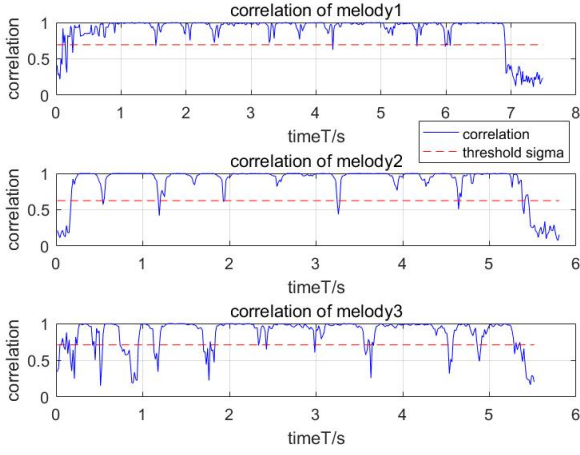 correlation of melody1
correlation
1
0.5
0
0 1 2 3 4 5 6 7 8
timeT/s
correlation
threshold sigma
correlation of melody2
correlation
1
0.5
0
0 1 2 3 4 5 6
timeT/s
correlation of melody3
correlation
1
0.5
0
0 1 2 3 4 5 6
timeT/s